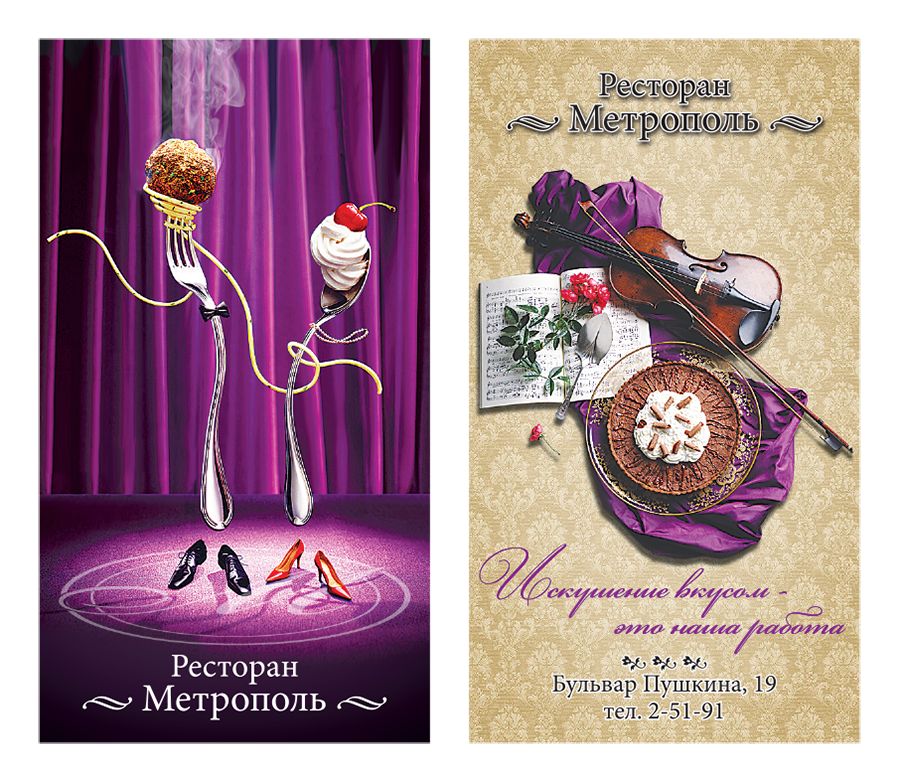 Ресторан
Метрополь
Ресторан
Метрополь
Искушение вкусом -
это наша работа
Бульвар Пушкина, 19
тел. 2-51-91